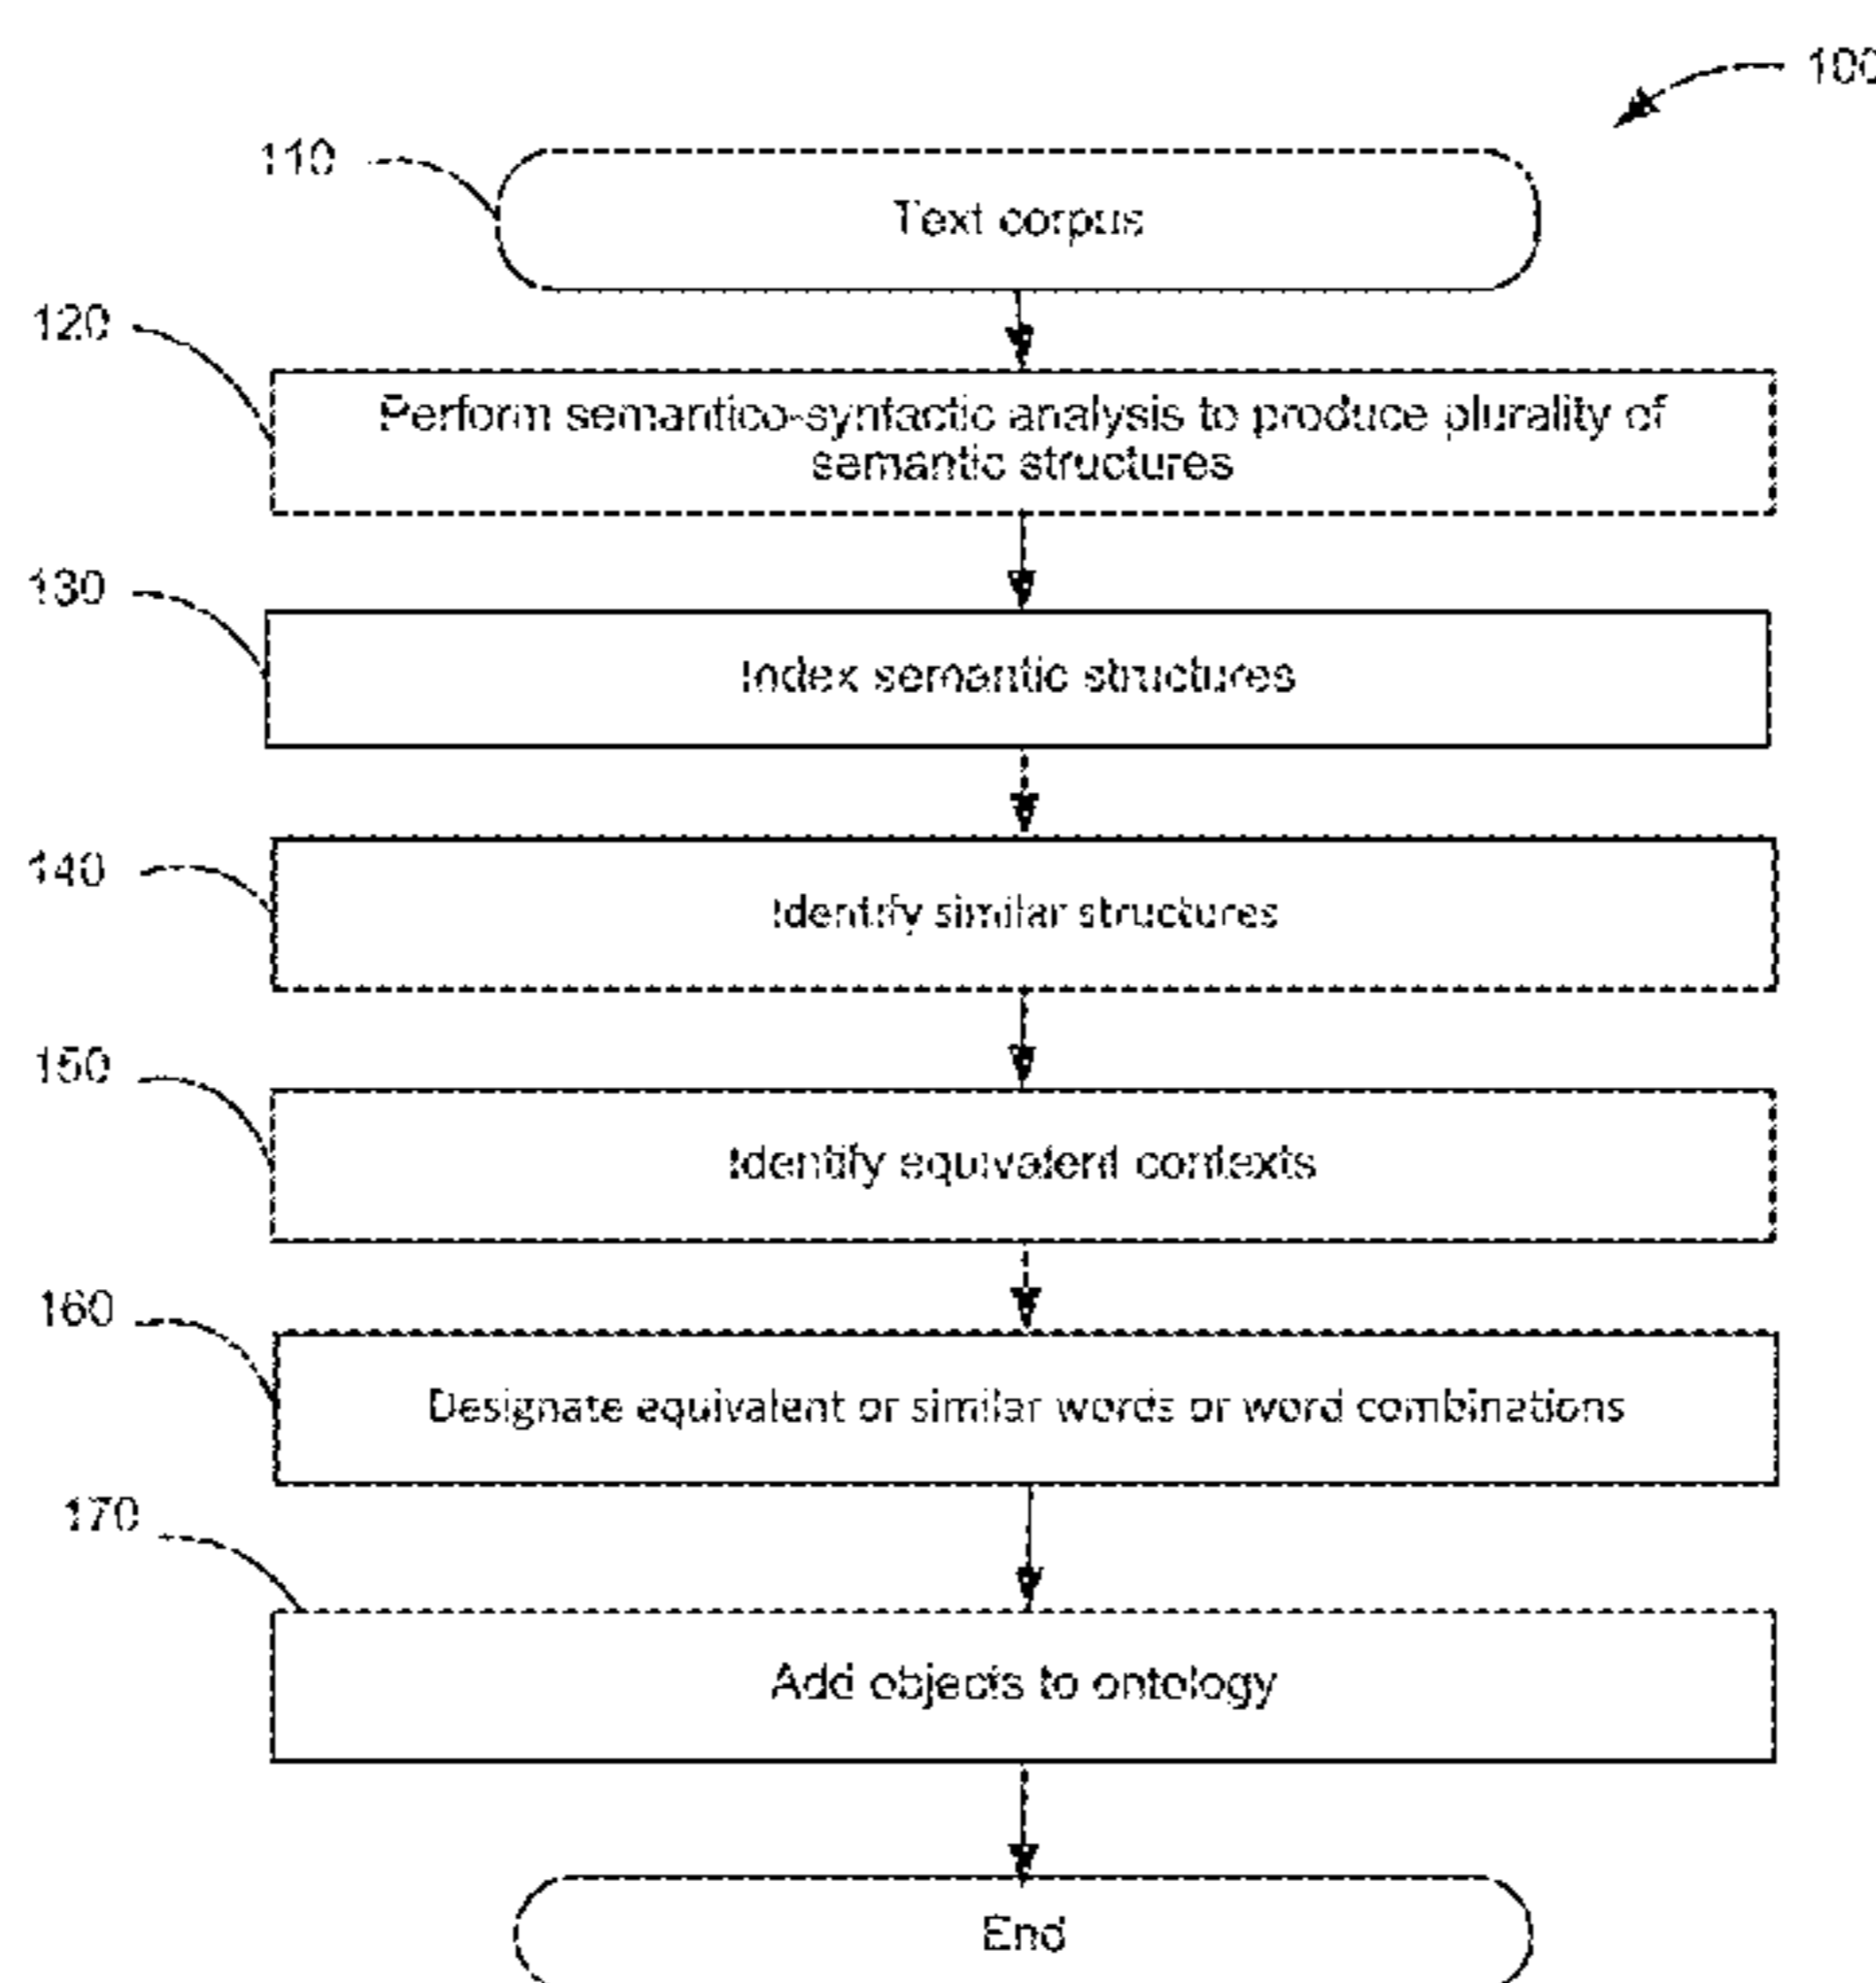 100
110
Text corpus
120
Perform semantico-syntactic analysis to produce plurality of
semantic structures
130
Index semantic structures
140
Identify similar structures
150
Identify equivalent contexts
160
Designate equivalent or similar words or word combinations
170
Add objects to ontology
End